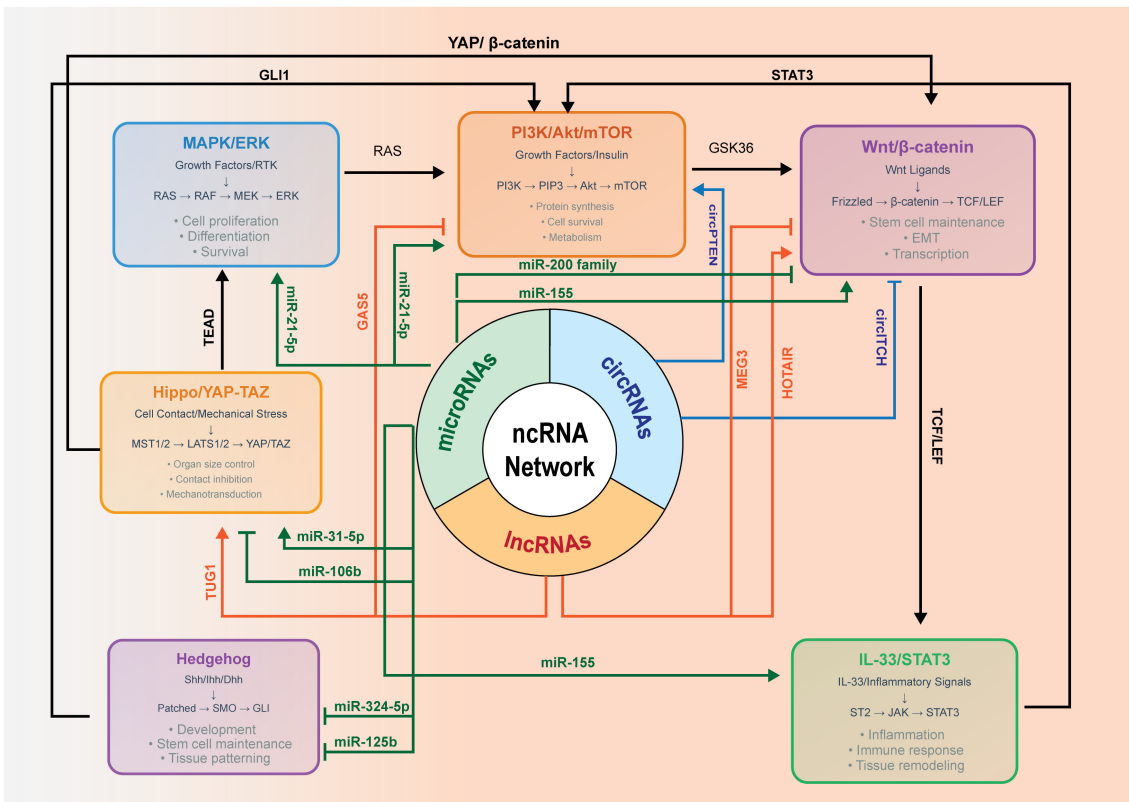 YAP/ β-catenin
GLI1
STAT3
MAPK/ERK
Growth Factors/RTK
↓
RAS → RAF → MEK → ERK
• Cell proliferation
• Differentiation
• Survival
RAS
PI3K/Akt/mTOR
Growth Factors/Insulin
↓
PI3K → PIP3 → Akt → mTOR
• Protein synthesis
• Cell survival
• Metabolism
GSK36
Wnt/β-catenin
Wnt Ligands
↓
Frizzled → β-catenin → TCF/LEF
• Stem cell maintenance
• EMT
• Transcription
circPTEN
miR-200 family
miR-155
TEAD
miR-21-5p
GAS5
miR-21-5p
MEG3
HOTAIR
circITCH
TCF/LEF
Hippo/YAP-TAZ
Cell Contact/Mechanical Stress
↓
MST1/2 → LATS1/2 → YAP/TAZ
• Organ size control
• Contact inhibition
• Mechanotransduction
microRNAs
circRNAs
lncRNAs
ncRNA
Network
TUG1
miR-31-5p
miR-106b
Hedgehog
Shh/Ihh/Dhh
↓
Patched → SMO → GLI
• Development
• Stem cell maintenance
• Tissue patterning
miR-155
miR-324-5p
miR-125b
IL-33/STAT3
IL-33/Inflammatory Signals
↓
ST2 → JAK → STAT3
• Inflammation
• Immune response
• Tissue remodeling